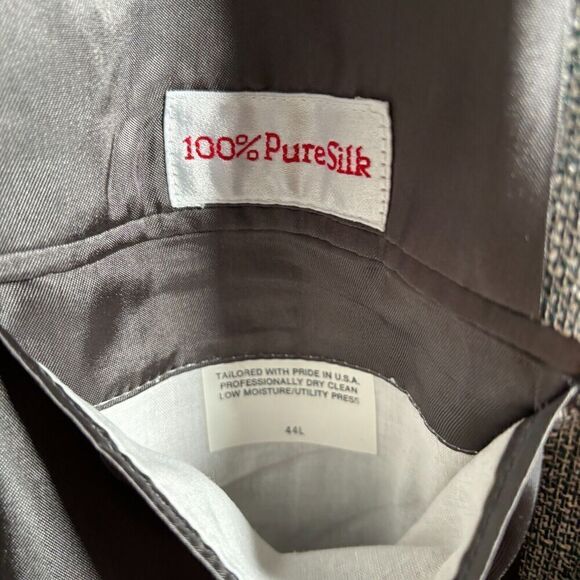 100% PureSilk
TAILORED WITH PRIDE IN U.S.A.
PROFESSIONALLY DRY CLEAN
LOW MOISTURE/UTILITY PRESS
44L